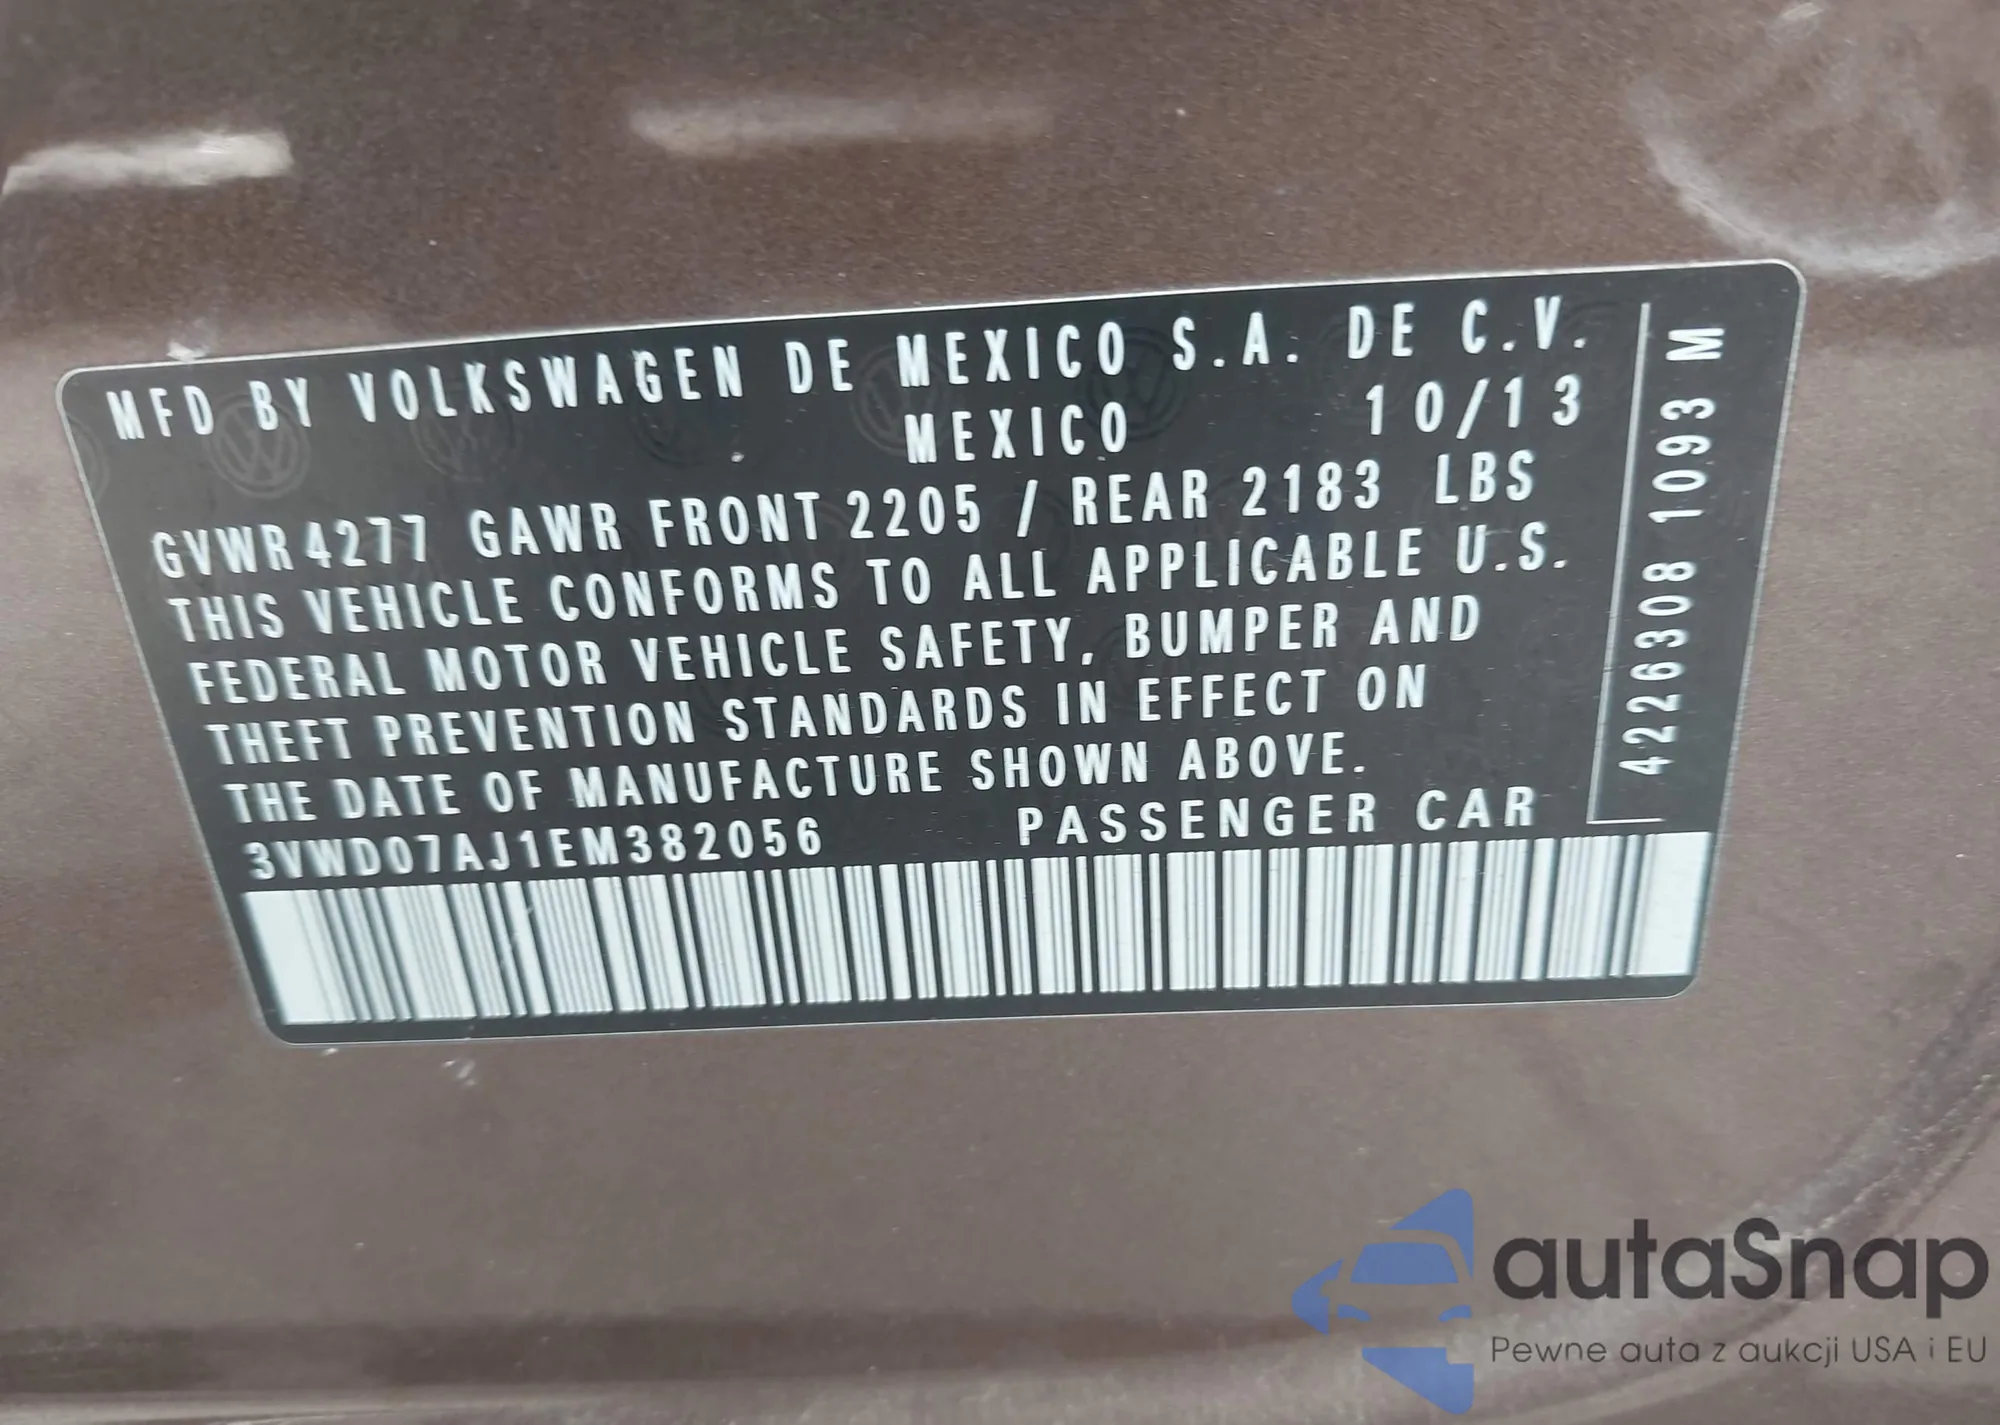 MFD BY VOLKSWAGEN DE MEXICO S.A. DE C.V.
MEXICO 10/13
GVWR 4277 GAWR FRONT 2205 / REAR 2183 LBS
THIS VEHICLE CONFORMS TO ALL APPLICABLE U.S.
FEDERAL MOTOR VEHICLE SAFETY, BUMPER AND
THEFT PREVENTION STANDARDS IN EFFECT ON
THE DATE OF MANUFACTURE SHOWN ABOVE.
3VWD07AJ1EM382056 PASSENGER CAR
4226308 1093 M
autaSnap
Pewne auta z aukcji USA i EU